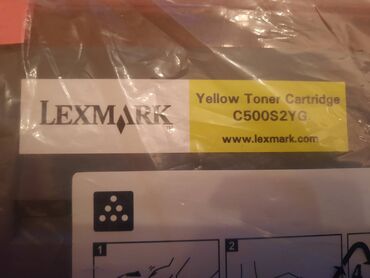 LEXMARK
Yellow Toner Cartridge
C500S2YG
www.lexmark.com
1
2